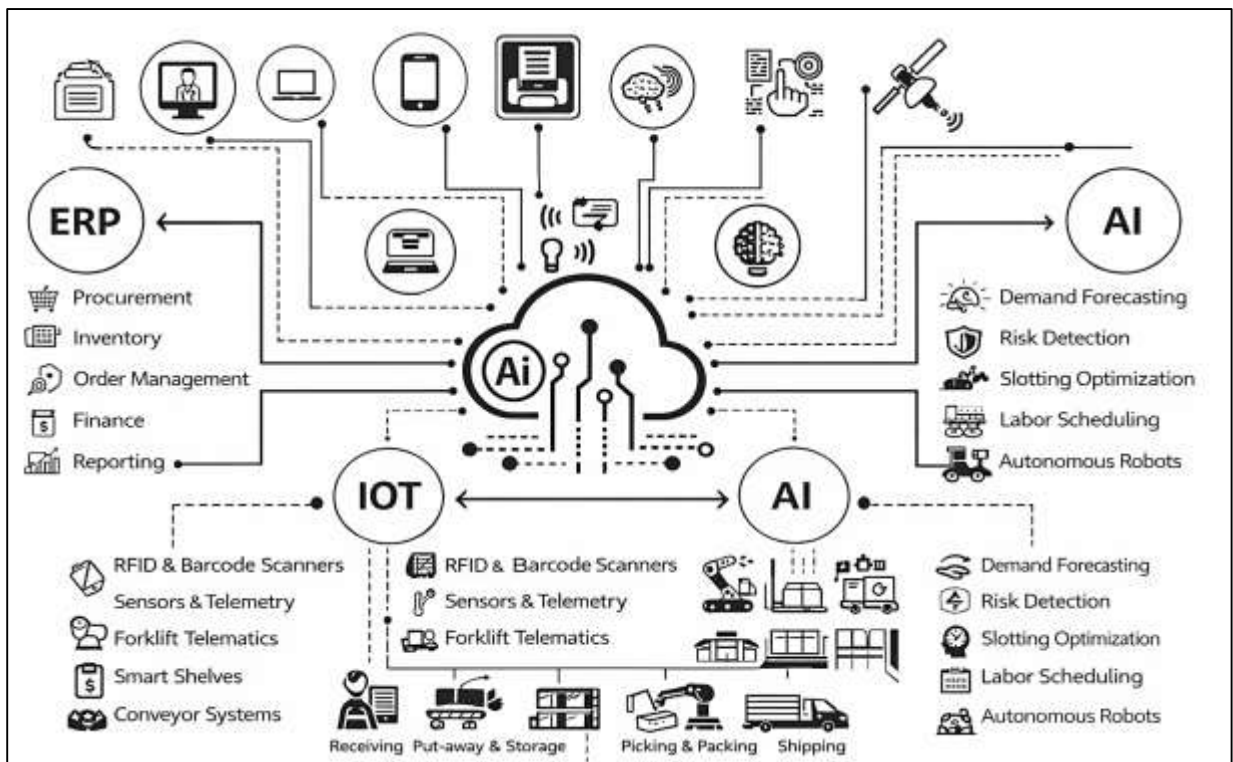 ERP
Procurement
Inventory
Order Management
Finance
Reporting
Ai
AI
Demand Forecasting
Risk Detection
Slotting Optimization
Labor Scheduling
Autonomous Robots
IOT
AI
RFID & Barcode Scanners
Sensors & Telemetry
Forklift Telematics
Smart Shelves
Conveyor Systems
RFID & Barcode Scanners
Sensors & Telemetry
Forklift Telematics
Demand Forecasting
Risk Detection
Slotting Optimization
Labor Scheduling
Autonomous Robots
Receiving
Put-away & Storage
Picking & Packing
Shipping